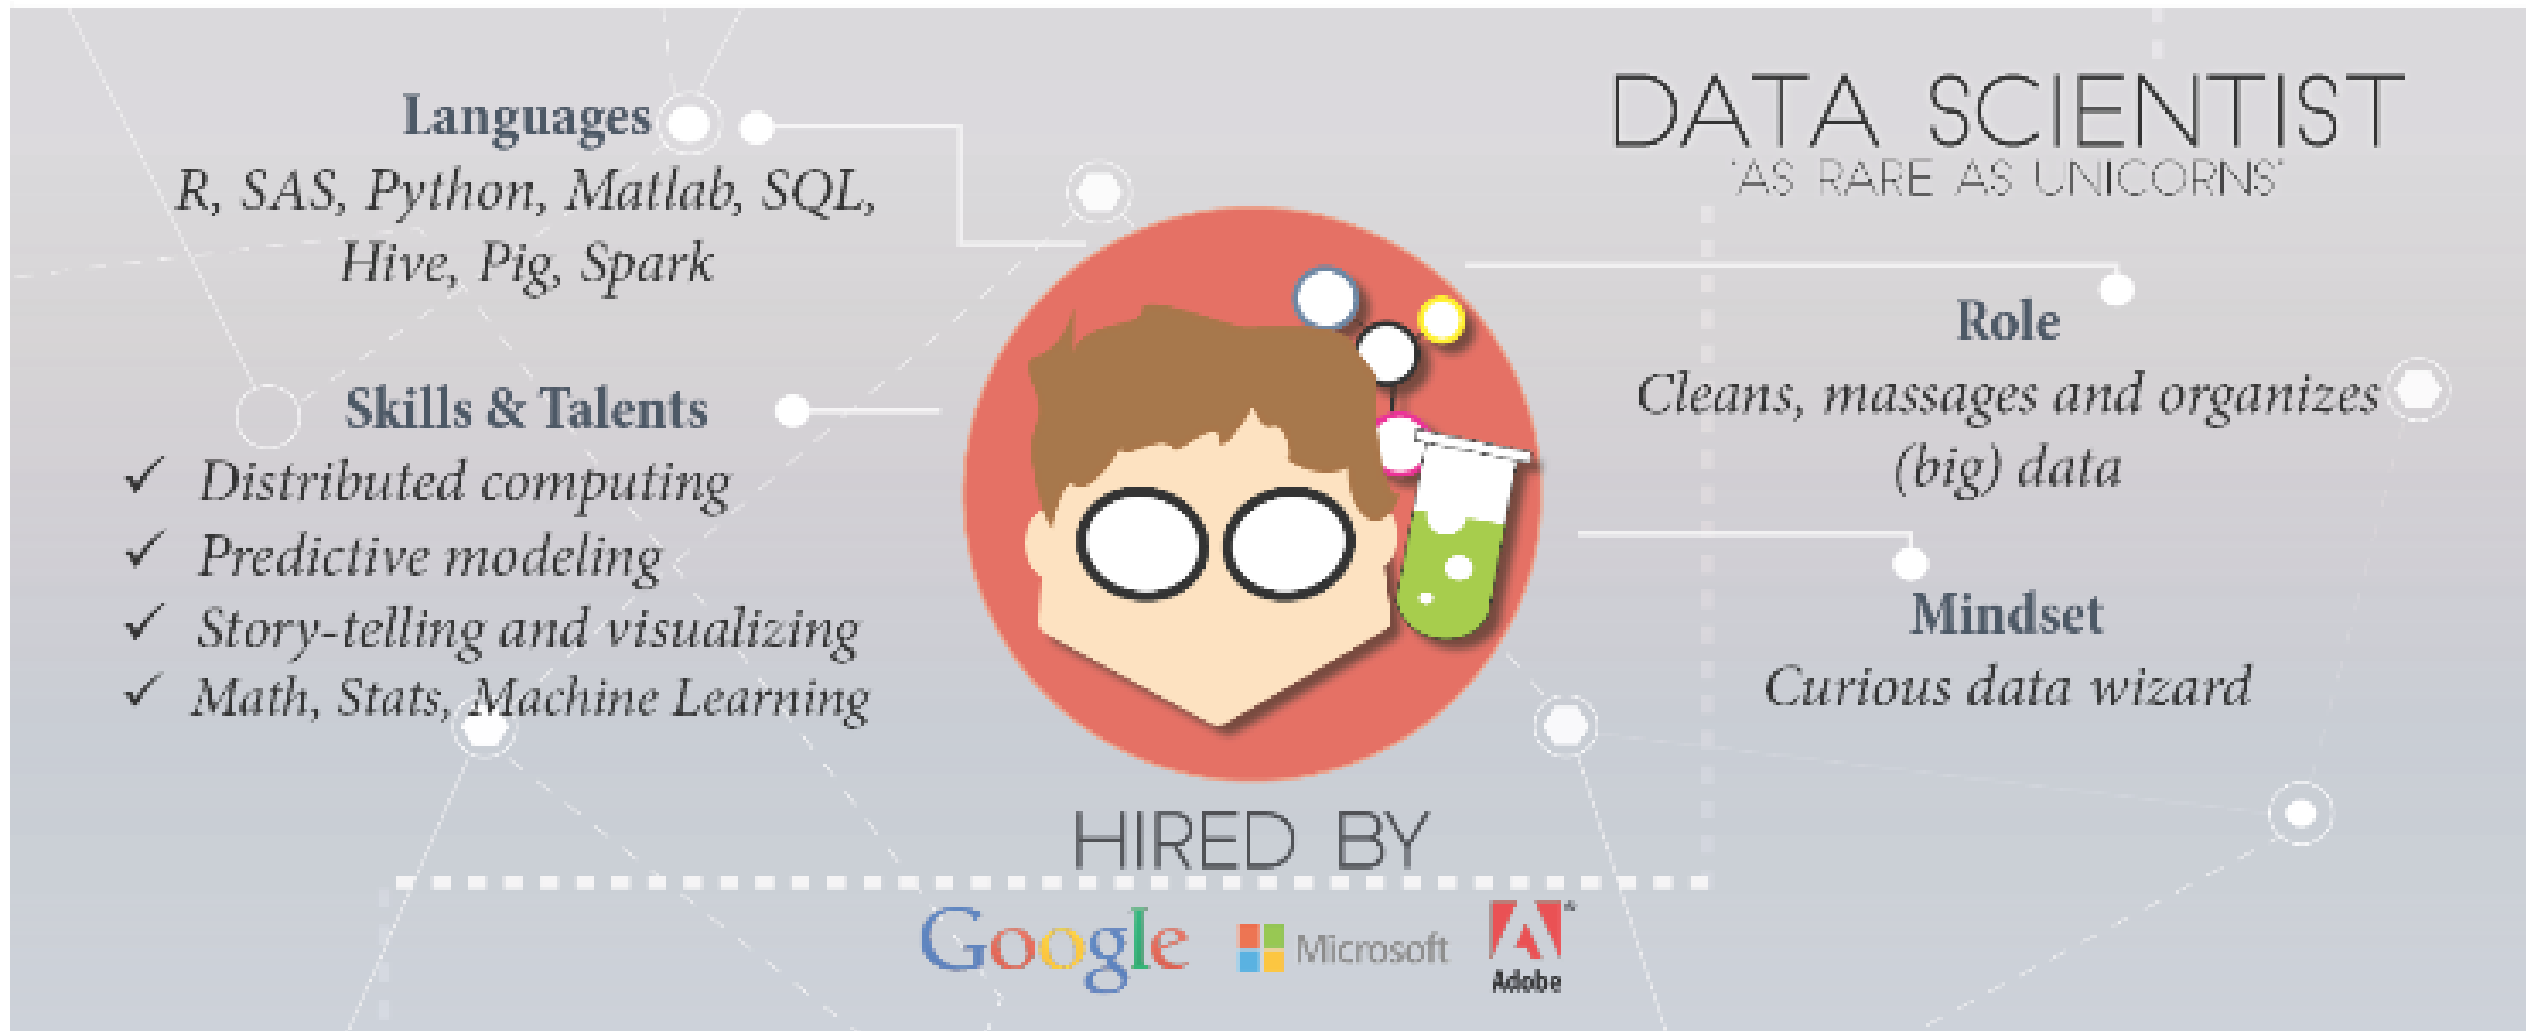 DATA SCIENTIST
'AS RARE AS UNICORNS'
Languages
R, SAS, Python, Matlab, SQL,
Hive, Pig, Spark
Skills & Talents
✓ Distributed computing
✓ Predictive modeling
✓ Story-telling and visualizing
✓ Math, Stats, Machine Learning
Role
Cleans, massages and organizes
(big) data
Mindset
Curious data wizard
HIRED BY
Google
Microsoft
Adobe